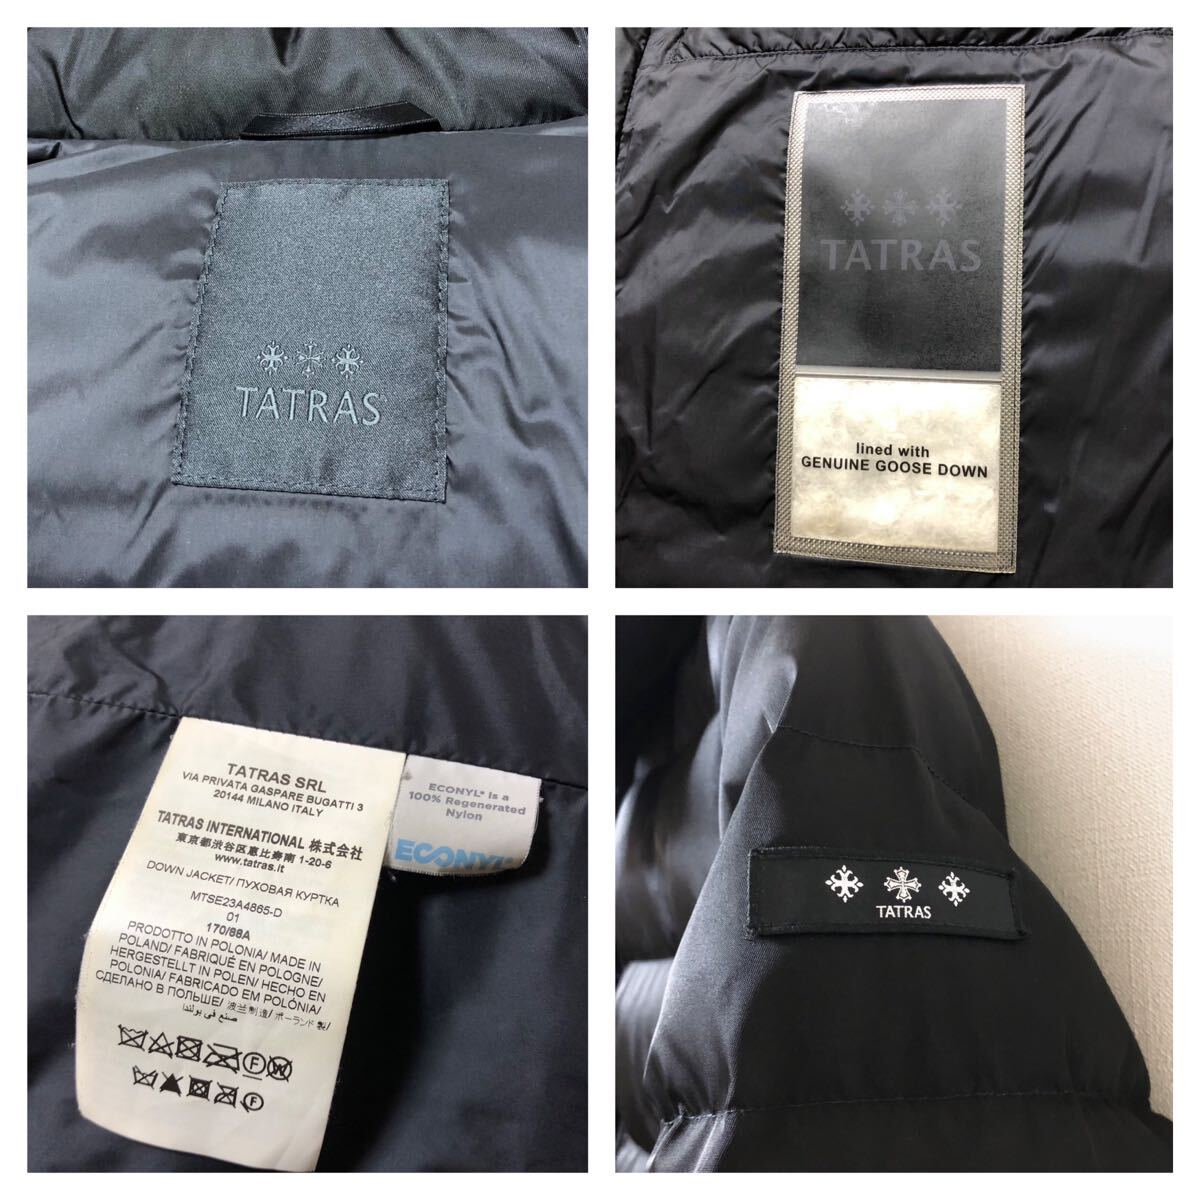 TATRAS
TATRAS
lined with
GENUINE GOOSE DOWN
TATRAS SRL
VIA PRIVATA GASPARE BUGATTI 3
20144 MILANO ITALY
TATRAS INTERNATIONAL 株式会社
東京都渋谷区恵比寿南 1-20-6
www.tatras.it
DOWN JACKET/ ПУХОВАЯ КУРТКА
MTSE23A4865-D
01
170/98A
PRODOTTO IN POLONIA/ MADE IN
POLAND/ FABRIQUÉ EN POLOGNE/
HERGESTELLT IN POLEN/ HECHO EN
POLONIA/ FABRICADO EM POLÓNIA/
СДЕЛАНО В ПОЛЬШЕ/ 波兰制造/ ポーランド製/
صنع في بولندا
F W
F
ECONYL® is a
100% Regenerated
Nylon
ECONYL®
TATRAS